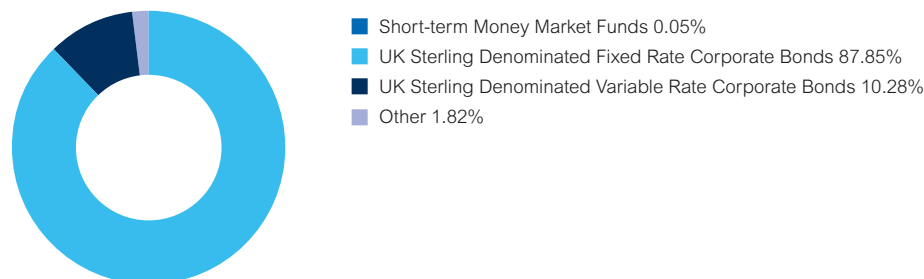 Short-term Money Market Funds 0.05%
UK Sterling Denominated Fixed Rate Corporate Bonds 87.85%
UK Sterling Denominated Variable Rate Corporate Bonds 10.28%
Other 1.82%